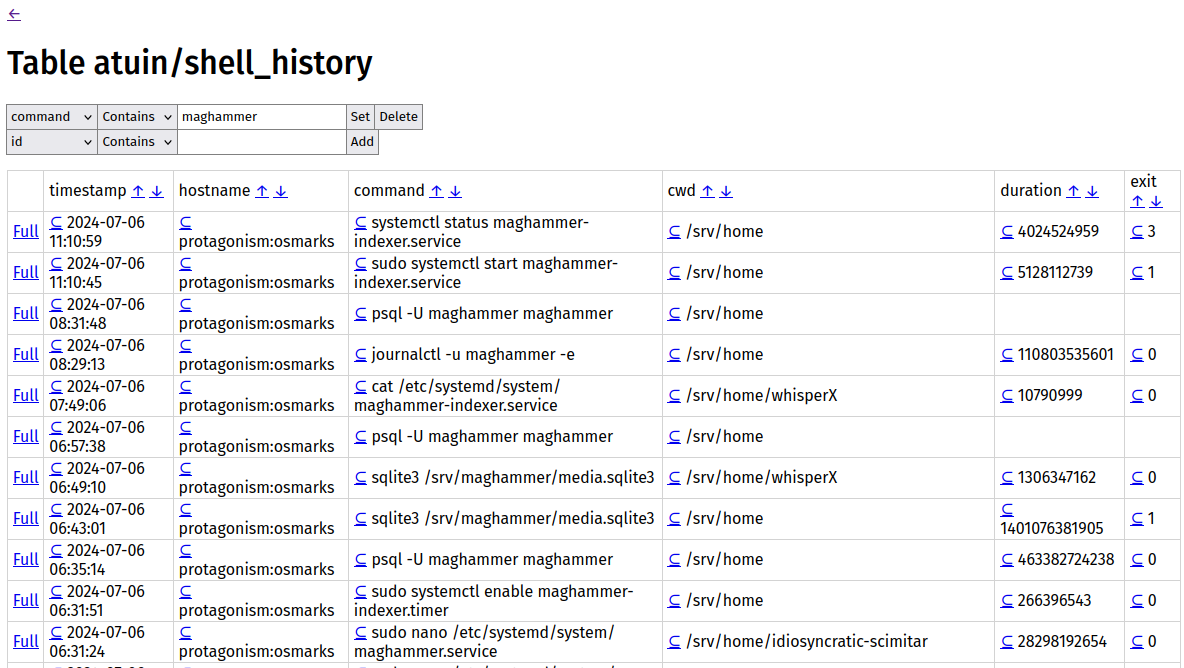 ←
Table atuin/shell_history
command Contains maghammer Set Delete
id Contains Add
timestamp ↑ ↓ hostname ↑ ↓ command ↑ ↓ cwd ↑ ↓ duration ↑ ↓ exit ↑ ↓
Full ⊆ 2024-07-06 11:10:59 ⊆ protagonism:osmarks ⊆ systemctl status maghammer-indexer.service ⊆ /srv/home ⊆ 4024524959 ⊆ 3
Full ⊆ 2024-07-06 11:10:45 ⊆ protagonism:osmarks ⊆ sudo systemctl start maghammer-indexer.service ⊆ /srv/home ⊆ 5128112739 ⊆ 1
Full ⊆ 2024-07-06 08:31:48 ⊆ protagonism:osmarks ⊆ psql -U maghammer maghammer ⊆ /srv/home
Full ⊆ 2024-07-06 08:29:13 ⊆ protagonism:osmarks ⊆ journalctl -u maghammer -e ⊆ /srv/home ⊆ 110803535601 ⊆ 0
Full ⊆ 2024-07-06 07:49:06 ⊆ protagonism:osmarks ⊆ cat /etc/systemd/system/maghammer-indexer.service ⊆ /srv/home/whisperX ⊆ 10790999 ⊆ 0
Full ⊆ 2024-07-06 06:57:38 ⊆ protagonism:osmarks ⊆ psql -U maghammer maghammer ⊆ /srv/home
Full ⊆ 2024-07-06 06:49:10 ⊆ protagonism:osmarks ⊆ sqlite3 /srv/maghammer/media.sqlite3 ⊆ /srv/home/whisperX ⊆ 1306347162 ⊆ 0
Full ⊆ 2024-07-06 06:43:01 ⊆ protagonism:osmarks ⊆ sqlite3 /srv/maghammer/media.sqlite3 ⊆ /srv/home ⊆ 1401076381905 ⊆ 1
Full ⊆ 2024-07-06 06:35:14 ⊆ protagonism:osmarks ⊆ psql -U maghammer maghammer ⊆ /srv/home ⊆ 463382724238 ⊆ 0
Full ⊆ 2024-07-06 06:31:51 ⊆ protagonism:osmarks ⊆ sudo systemctl enable maghammer-indexer.timer ⊆ /srv/home ⊆ 266396543 ⊆ 0
Full ⊆ 2024-07-06 06:31:24 ⊆ protagonism:osmarks ⊆ sudo nano /etc/systemd/system/maghammer.service ⊆ /srv/home/idiosyncratic-scimitar ⊆ 28298192654 ⊆ 0